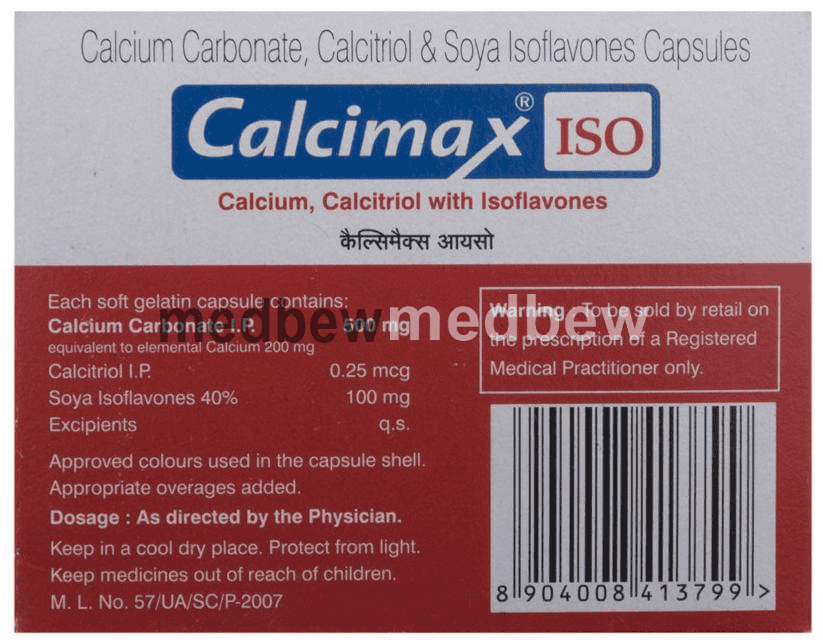 Calcium Carbonate, Calcitriol & Soya Isoflavones Capsules
Calcimax® ISO
Calcium, Calcitriol with Isoflavones
कैल्सिमैक्स आयसो
Each soft gelatin capsule contains:
Calcium Carbonate I.P. 500 mg
equivalent to elemental Calcium 200 mg
Calcitriol I.P. 0.25 mcg
Soya Isoflavones 40% 100 mg
Excipients q.s.
Approved colours used in the capsule shell.
Appropriate overages added.
Dosage : As directed by the Physician.
Keep in a cool dry place. Protect from light.
Keep medicines out of reach of children.
M. L. No. 57/UA/SC/P-2007
Warning : To be sold by retail on
the prescription of a Registered
Medical Practitioner only.
8 904008 413799 >
medbewmedbew